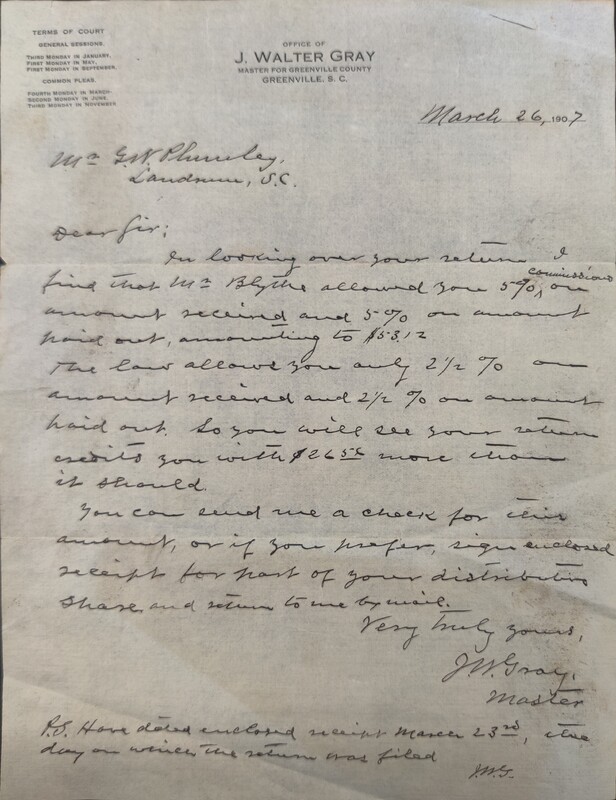 TERMS OF COURT
GENERAL SESSIONS.
THIRD MONDAY IN JANUARY,
FIRST MONDAY IN MAY,
FIRST MONDAY IN SEPTEMBER.
COMMON PLEAS.
FOURTH MONDAY IN MARCH
SECOND MONDAY IN JUNE,
THIRD MONDAY IN NOVEMBER.
OFFICE OF
J. WALTER GRAY
MASTER FOR GREENVILLE COUNTY
GREENVILLE, S. C.
March 26, 1907
Mr G.W. Plumley,
Landrum, S.C.
Dear Sir:
In looking over your return I
find that Mr Blythe allowed you 5% commissions on
amount received and 5% on amount
paid out, amounting to $53.12
The law allows you only 2½ % on
amount received and 2½ % on amount
paid out. So you will see your return
credits you with $26 56 more than
it should.
You can send me a check for this
amount, or if you prefer, sign enclosed
receipt for part of your distributive
share and return to me by mail.
Very truly yours,
J.W. Gray,
Master
P.S. Have dated enclosed receipt March 23rd, the
day on which the return was filed
J.W.G.